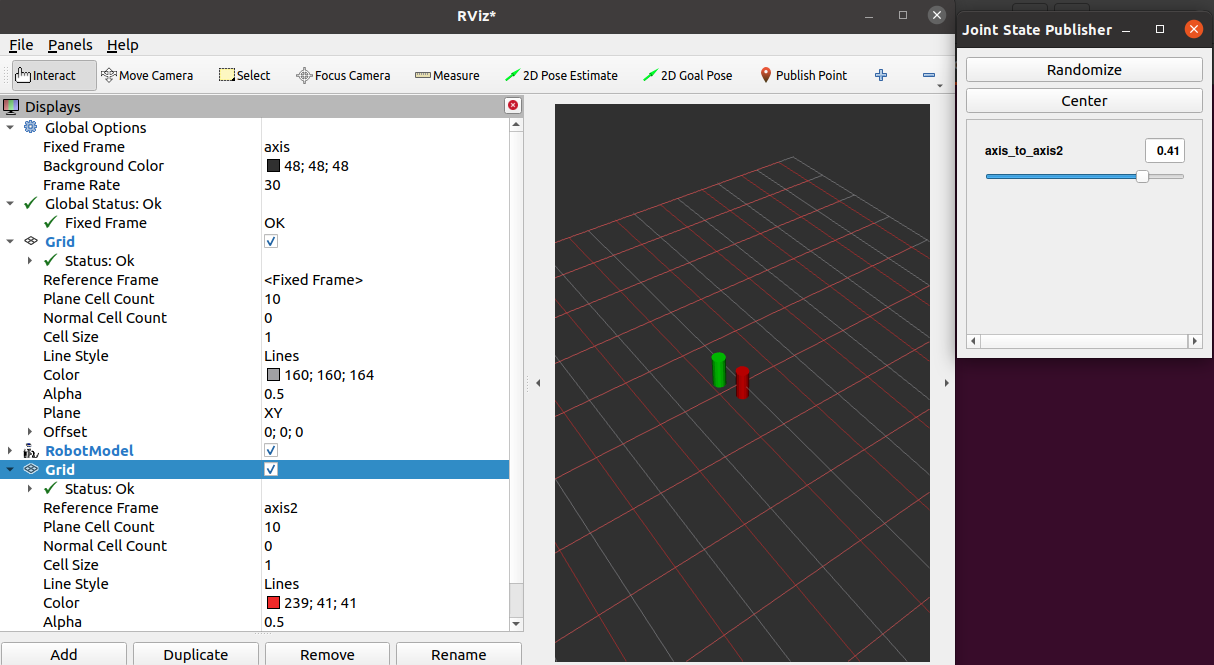 RViz*
File Panels Help
Interact Move Camera Select Focus Camera Measure 2D Pose Estimate 2D Goal Pose Publish Point
Displays
Global Options
Fixed Frame axis
Background Color 48; 48; 48
Frame Rate 30
Global Status: Ok
Fixed Frame OK
Grid
Status: Ok
Reference Frame <Fixed Frame>
Plane Cell Count 10
Normal Cell Count 0
Cell Size 1
Line Style Lines
Color 160; 160; 164
Alpha 0.5
Plane XY
Offset 0; 0; 0
RobotModel
Grid
Status: Ok
Reference Frame axis2
Plane Cell Count 10
Normal Cell Count 0
Cell Size 1
Line Style Lines
Color 239; 41; 41
Alpha 0.5
Add Duplicate Remove Rename
Joint State Publisher
Randomize
Center
axis_to_axis2 0.41